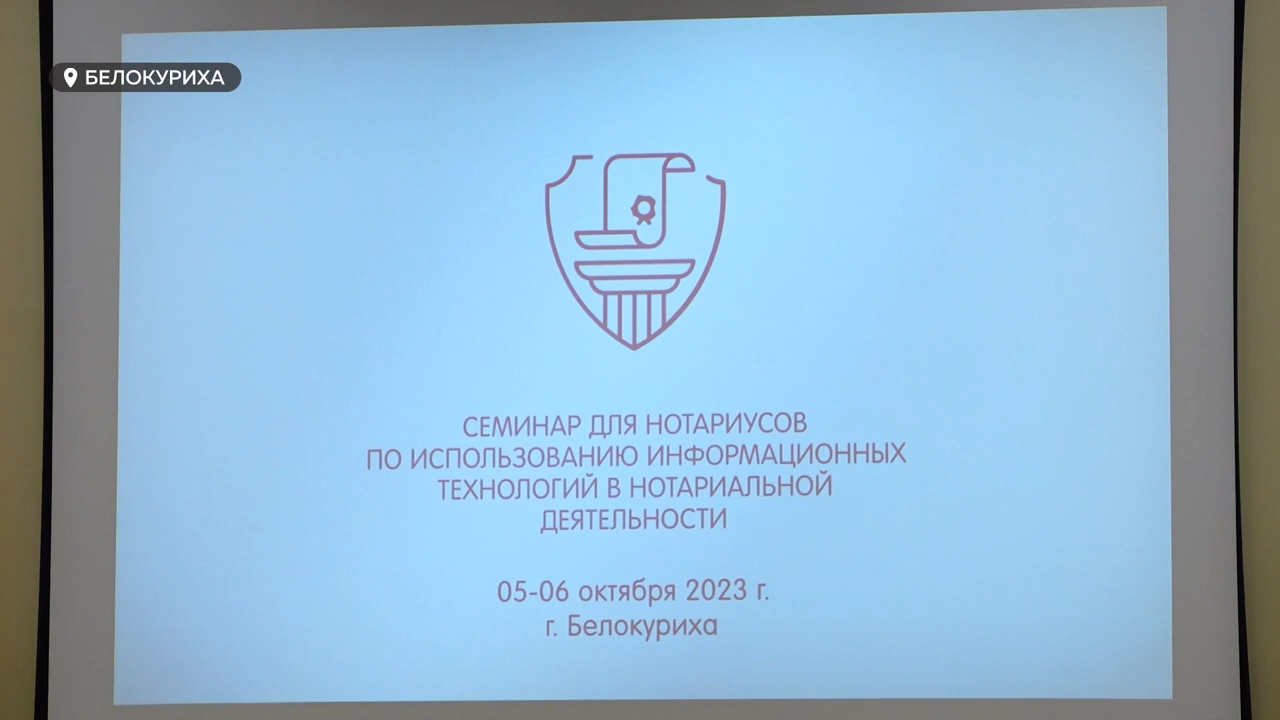 БЕЛОКУРИХА
СЕМИНАР ДЛЯ НОТАРИУСОВ
ПО ИСПОЛЬЗОВАНИЮ ИНФОРМАЦИОННЫХ
ТЕХНОЛОГИЙ В НОТАРИАЛЬНОЙ
ДЕЯТЕЛЬНОСТИ
05-06 октября 2023 г.
г. Белокуриха